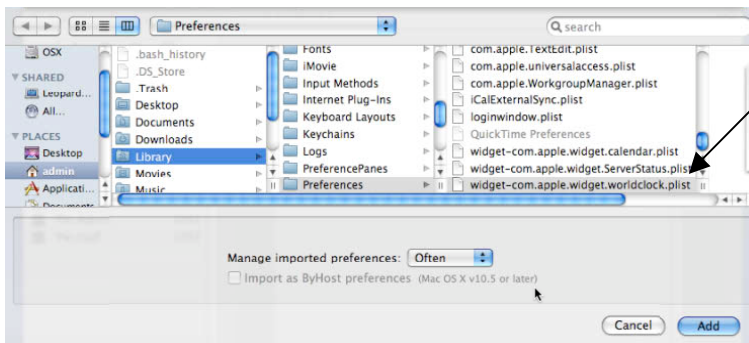 Preferences
search
OSX
SHARED
Leopard...
All...
PLACES
Desktop
admin
Applicati...
Documents
.bash_history
.DS_Store
.Trash
Desktop
Documents
Downloads
Library
Movies
Music
Fonts
iMovie
Input Methods
Internet Plug-Ins
Keyboard Layouts
Keychains
Logs
PreferencePanes
Preferences
com.apple.TextEdit.plist
com.apple.universalaccess.plist
com.apple.WorkgroupManager.plist
iCalExternalSync.plist
loginwindow.plist
QuickTime Preferences
widget-com.apple.widget.calendar.plist
widget-com.apple.widget.ServerStatus.plist
widget-com.apple.widget.worldclock.plist
Manage imported preferences: Often
Import as ByHost preferences (Mac OS X v10.5 or later)
Cancel Add